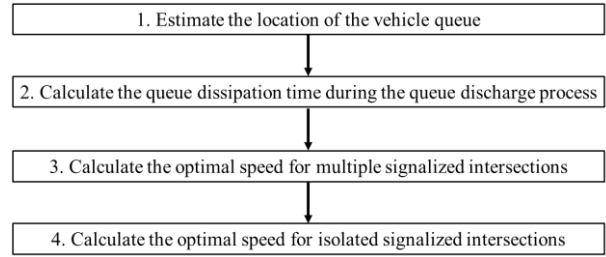 1. Estimate the location of the vehicle queue
2. Calculate the queue dissipation time during the queue discharge process
3. Calculate the optimal speed for multiple signalized intersections
4. Calculate the optimal speed for isolated signalized intersections